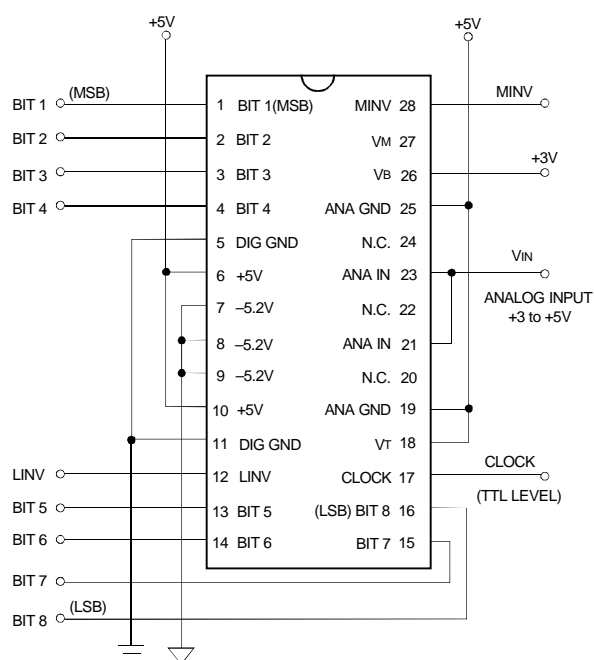 +5V +5V
BIT 1 (MSB) 1 BIT 1(MSB) MINV 28 MINV
BIT 2 2 BIT 2 VM 27
BIT 3 3 BIT 3 VB 26 +3V
BIT 4 4 BIT 4 ANA GND 25
5 DIG GND N.C. 24
6 +5V ANA IN 23 VIN
7 –5.2V N.C. 22 ANALOG INPUT
+3 to +5V
8 –5.2V ANA IN 21
9 –5.2V N.C. 20
10 +5V ANA GND 19
11 DIG GND VT 18
LINV 12 LINV CLOCK 17 CLOCK
(TTL LEVEL)
BIT 5 13 BIT 5 (LSB) BIT 8 16
BIT 6 14 BIT 6 BIT 7 15
BIT 7
BIT 8 (LSB)